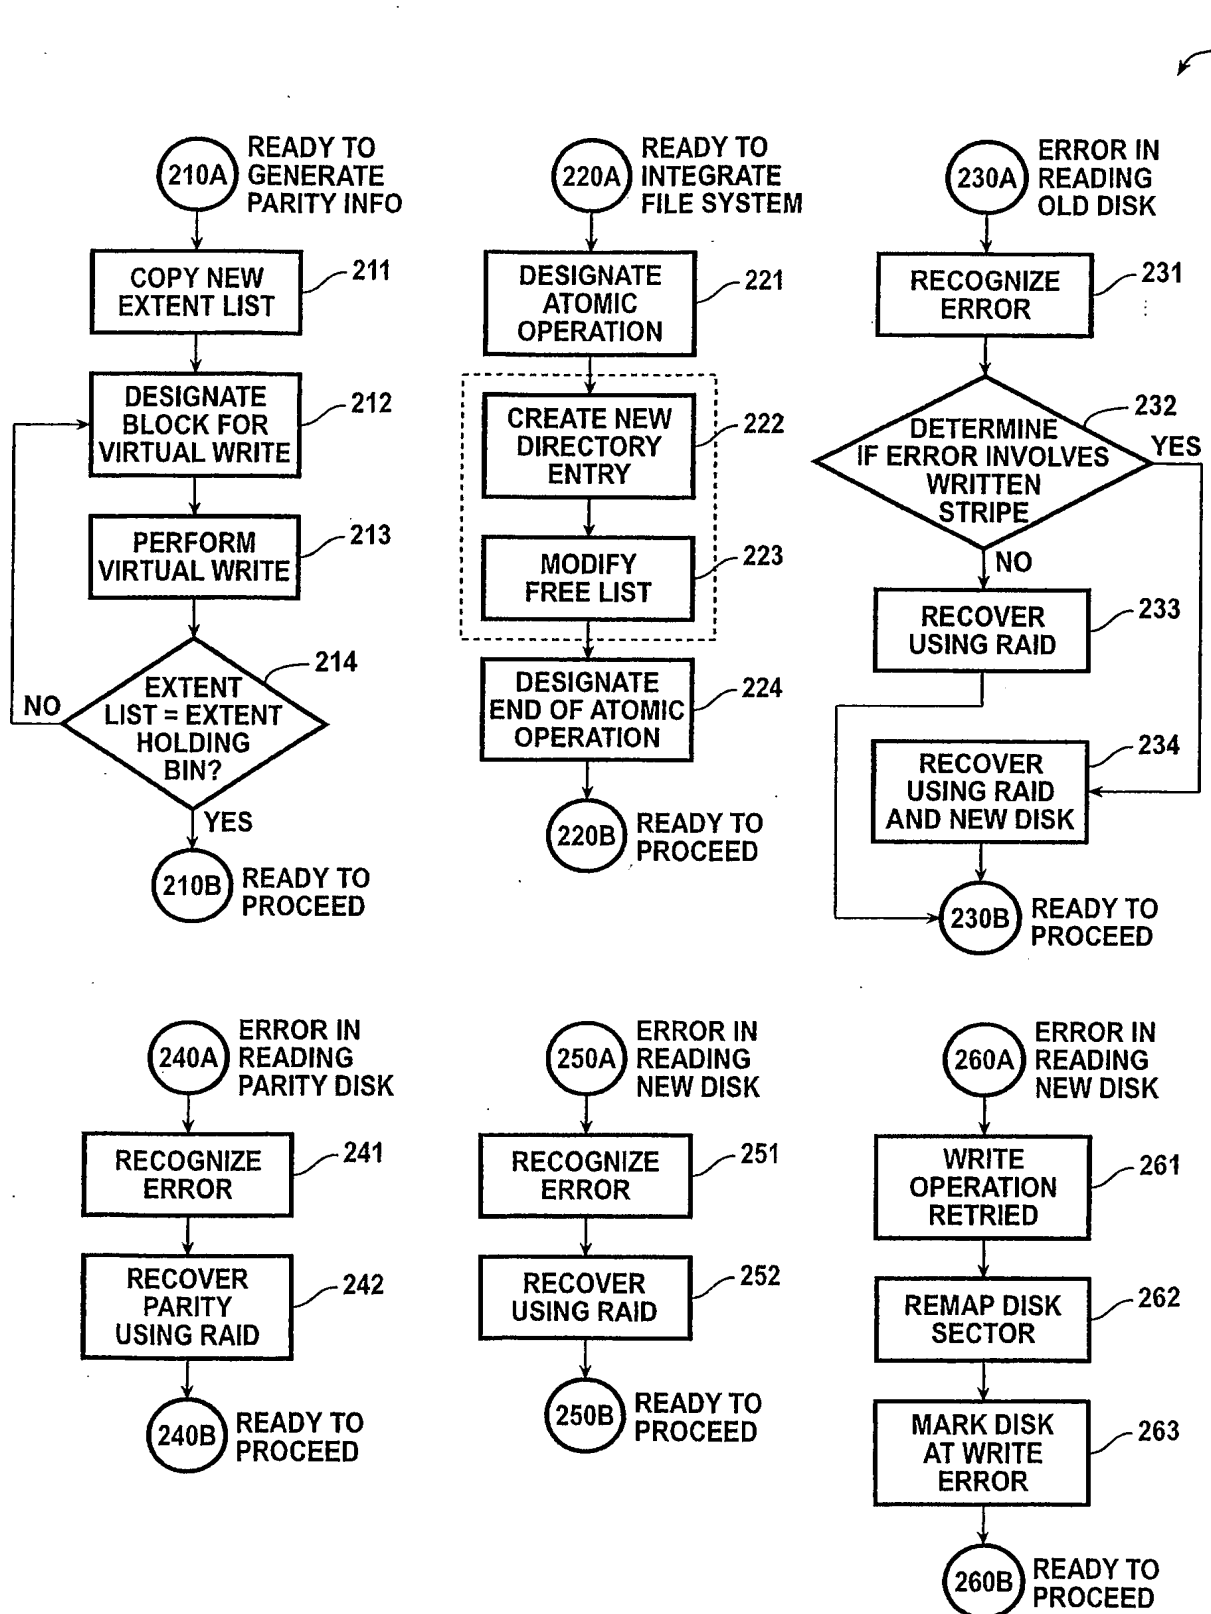 210A
READY TO
GENERATE
PARITY INFO
COPY NEW
EXTENT LIST
211
DESIGNATE
BLOCK FOR
VIRTUAL WRITE
212
PERFORM
VIRTUAL WRITE
213
EXTENT
LIST = EXTENT
HOLDING
BIN?
214
NO
YES
210B
READY TO
PROCEED
220A
READY TO
INTEGRATE
FILE SYSTEM
DESIGNATE
ATOMIC
OPERATION
221
CREATE NEW
DIRECTORY
ENTRY
222
MODIFY
FREE LIST
223
DESIGNATE
END OF ATOMIC
OPERATION
224
220B
READY TO
PROCEED
230A
ERROR IN
READING
OLD DISK
RECOGNIZE
ERROR
231
DETERMINE
IF ERROR INVOLVES
WRITTEN
STRIPE
232
YES
NO
RECOVER
USING RAID
233
RECOVER
USING RAID
AND NEW DISK
234
230B
READY TO
PROCEED
240A
ERROR IN
READING
PARITY DISK
RECOGNIZE
ERROR
241
RECOVER
PARITY
USING RAID
242
240B
READY TO
PROCEED
250A
ERROR IN
READING
NEW DISK
RECOGNIZE
ERROR
251
RECOVER
USING RAID
252
250B
READY TO
PROCEED
260A
ERROR IN
READING
NEW DISK
WRITE
OPERATION
RETRIED
261
REMAP DISK
SECTOR
262
MARK DISK
AT WRITE
ERROR
263
260B
READY TO
PROCEED